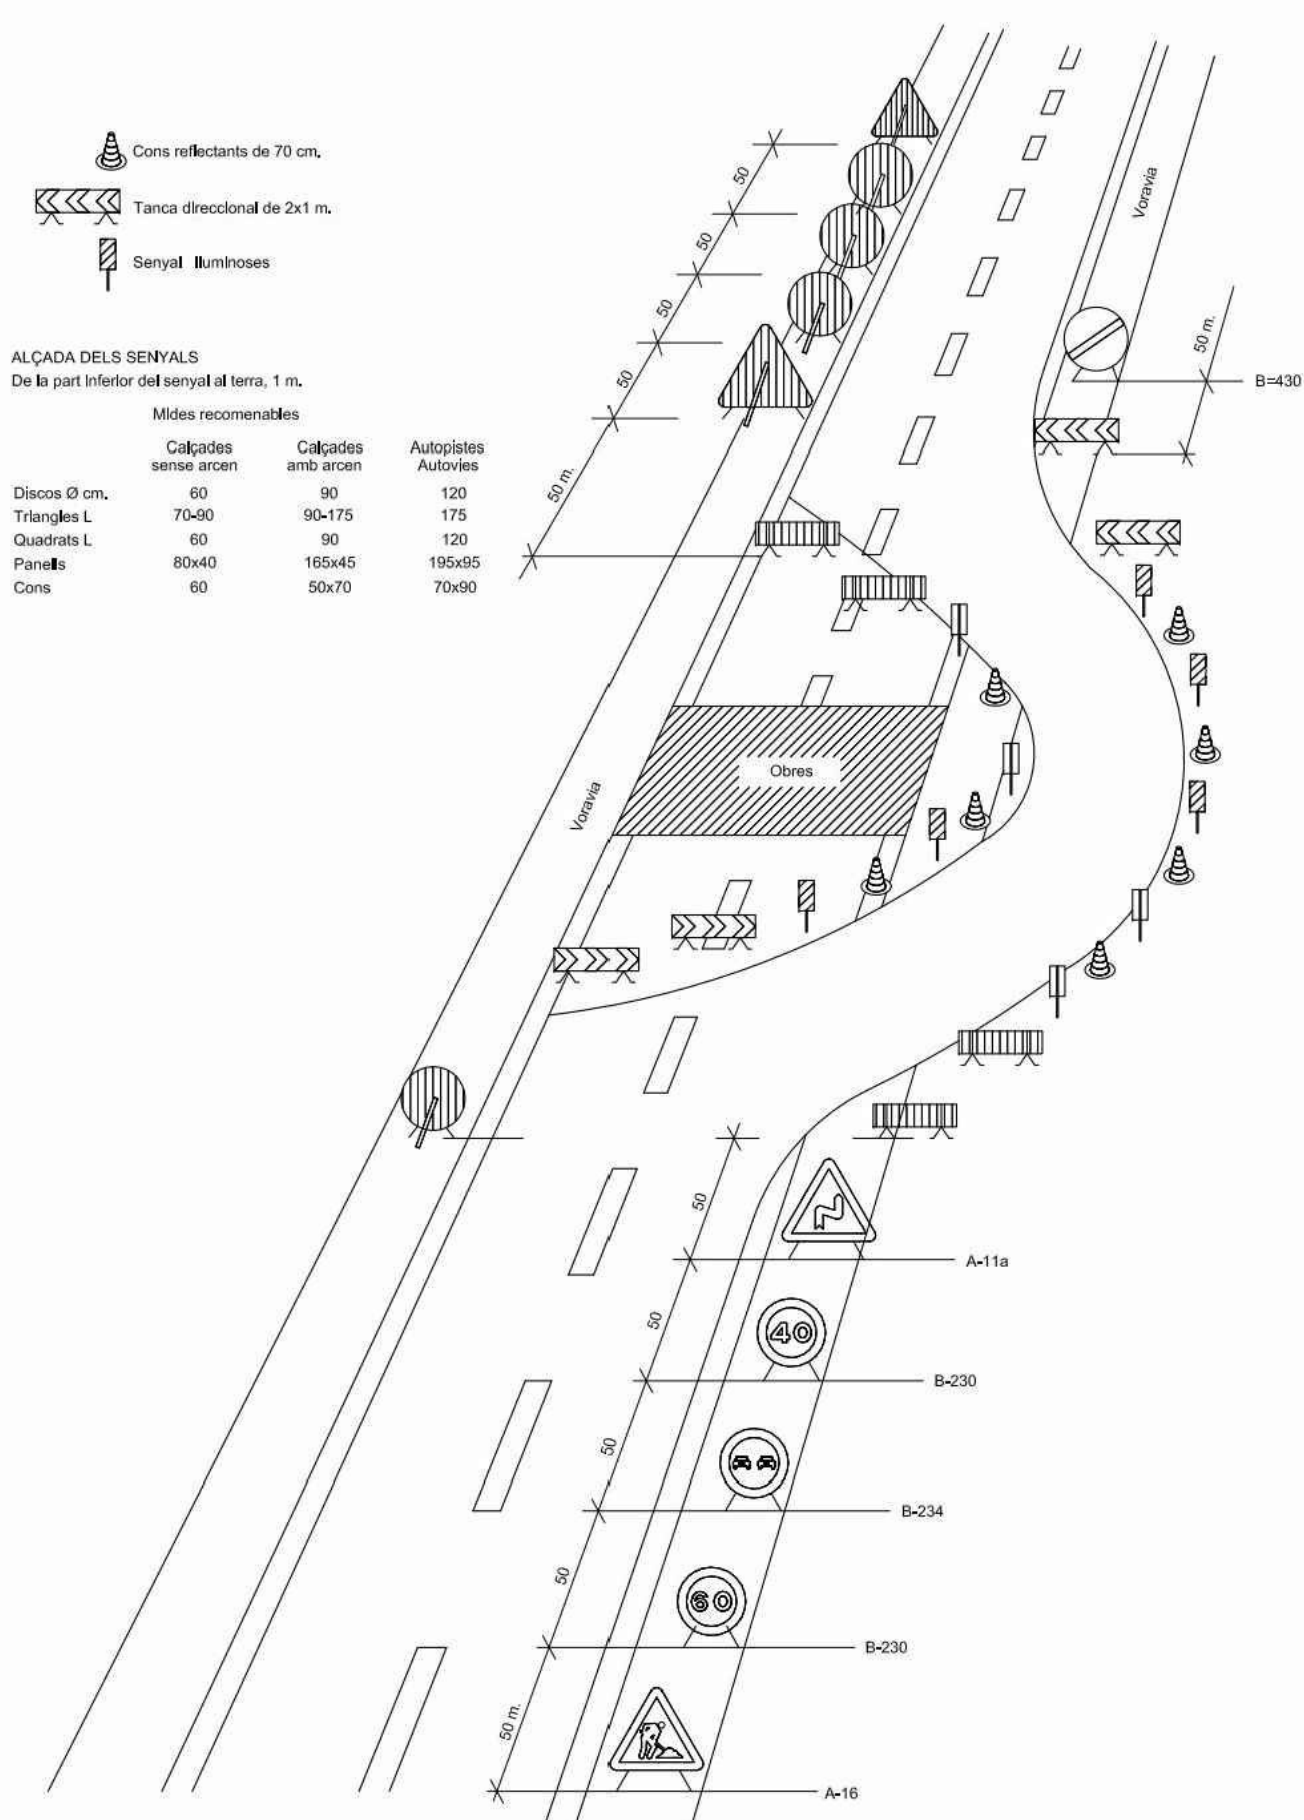 Cons reflectants de 70 cm.
Tanca direccional de 2x1 m.
Senyal lluminoses
ALÇADA DELS SENYALS
De la part inferior del senyal al terra, 1 m.
Mides recomenables
Calçades sense arcen Calçades amb arcen Autopistes Autovies
Discos Ø cm. 60 90 120
Triangles L 70-90 90-175 175
Quadrats L 60 90 120
Panells 80x40 165x45 195x95
Cons 60 50x70 70x90
50
50
50
50
50 m.
Voravia
50 m.
B=430
Obres
Voravia
50
A-11a
40
50
B-230
50
B-234
60
50
B-230
50 m.
A-16